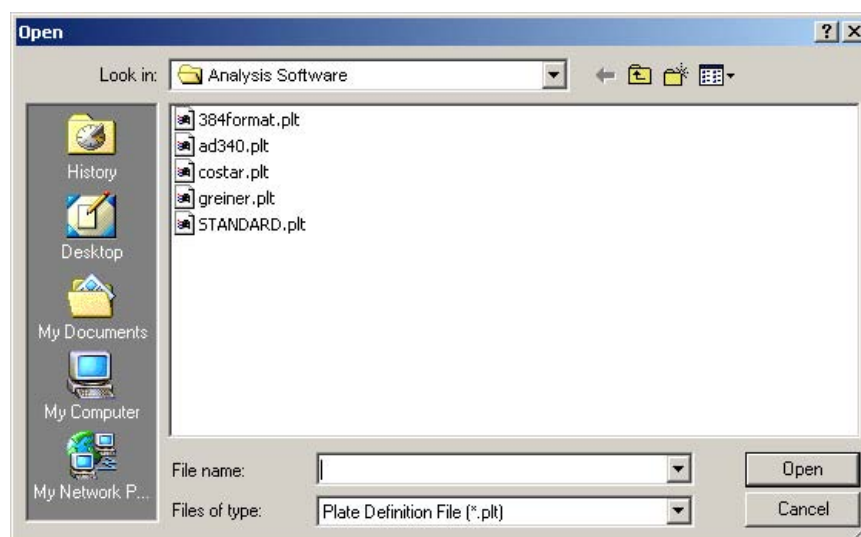 Open
Look in: Analysis Software
History
Desktop
My Documents
My Computer
My Network P...
384format.plt
ad340.plt
costar.plt
greiner.plt
STANDARD.plt
File name:
Open
Files of type: Plate Definition File (*.plt)
Cancel